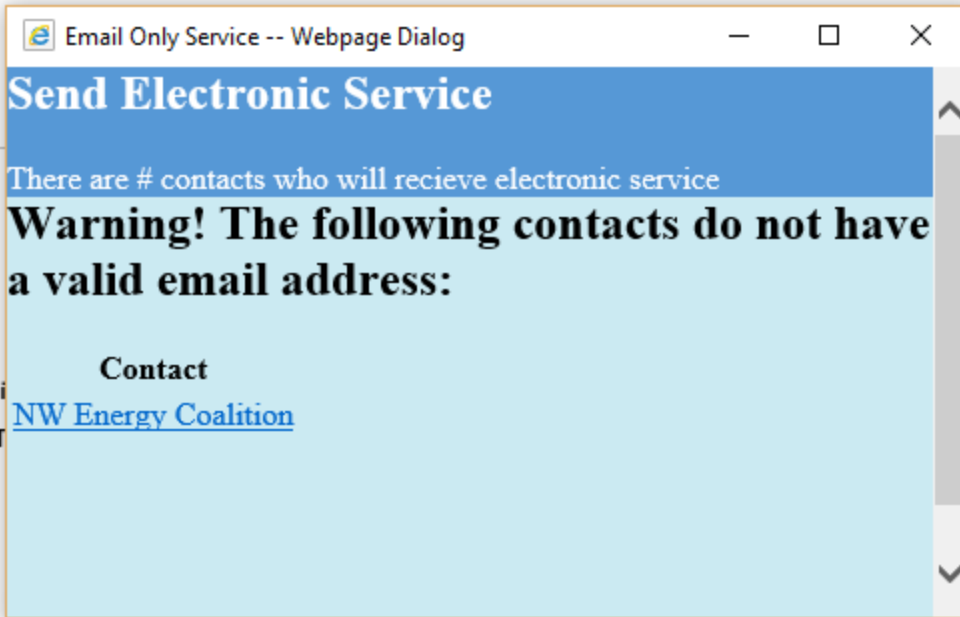 Email Only Service -- Webpage Dialog
Send Electronic Service
There are # contacts who will recieve electronic service
Warning! The following contacts do not have
a valid email address:
Contact
NW Energy Coalition